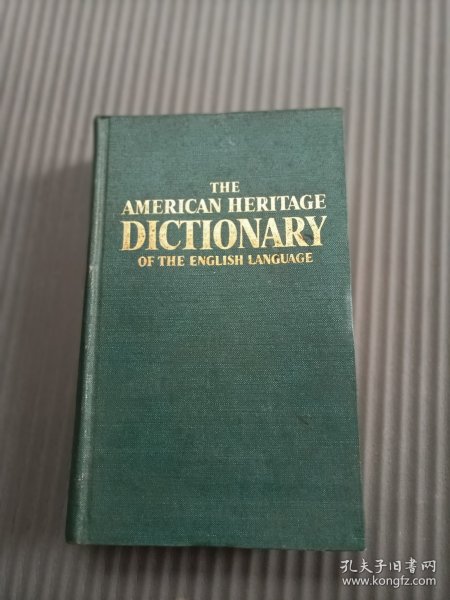 THE
AMERICAN HERITAGE
DICTIONARY
OF THE ENGLISH LANGUAGE
孔夫子旧书网
www.kongfz.com